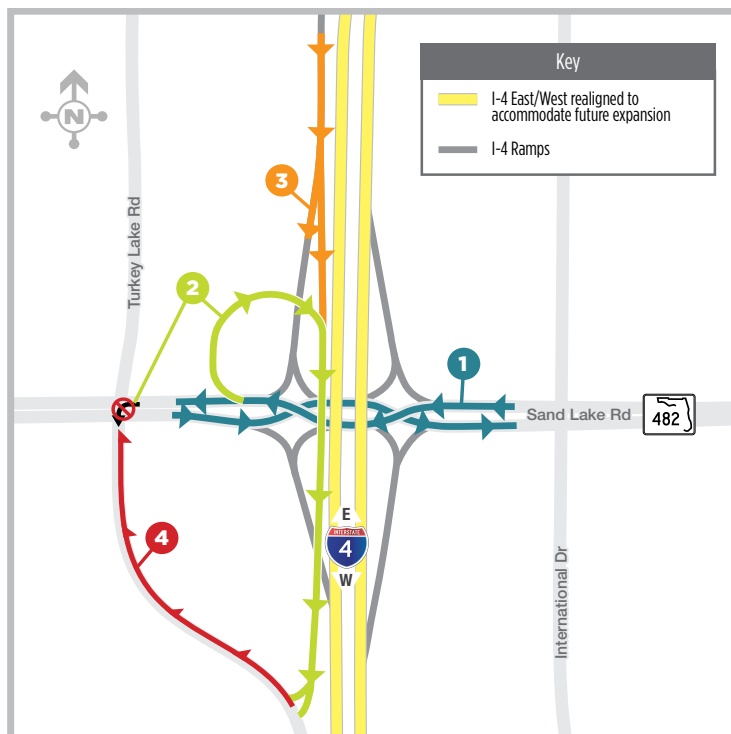 Key
I-4 East/West realigned to
accommodate future expansion
I-4 Ramps
N
3
Turkey Lake Rd
2
1
Sand Lake Rd
482
E
INTERSTATE
4
W
4
International Dr